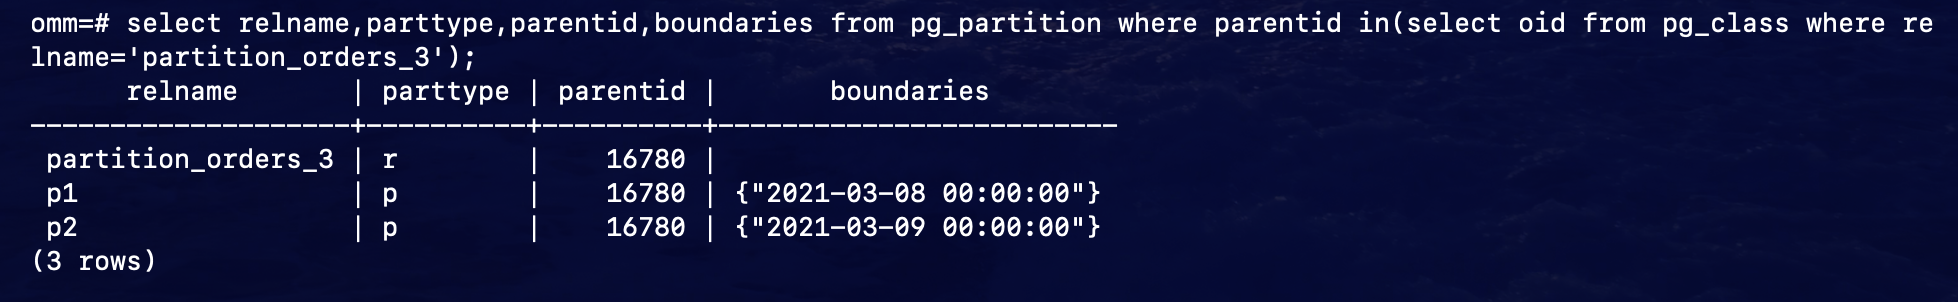 omm=# select relname,parttype,parentid,boundaries from pg_partition where parentid in(select oid from pg_class where re
lname='partition_orders_3');
      relname       | parttype | parentid |       boundaries
--------------------+----------+----------+-------------------------
 partition_orders_3 | r        |    16780 |
 p1                 | p        |    16780 | {"2021-03-08 00:00:00"}
 p2                 | p        |    16780 | {"2021-03-09 00:00:00"}
(3 rows)